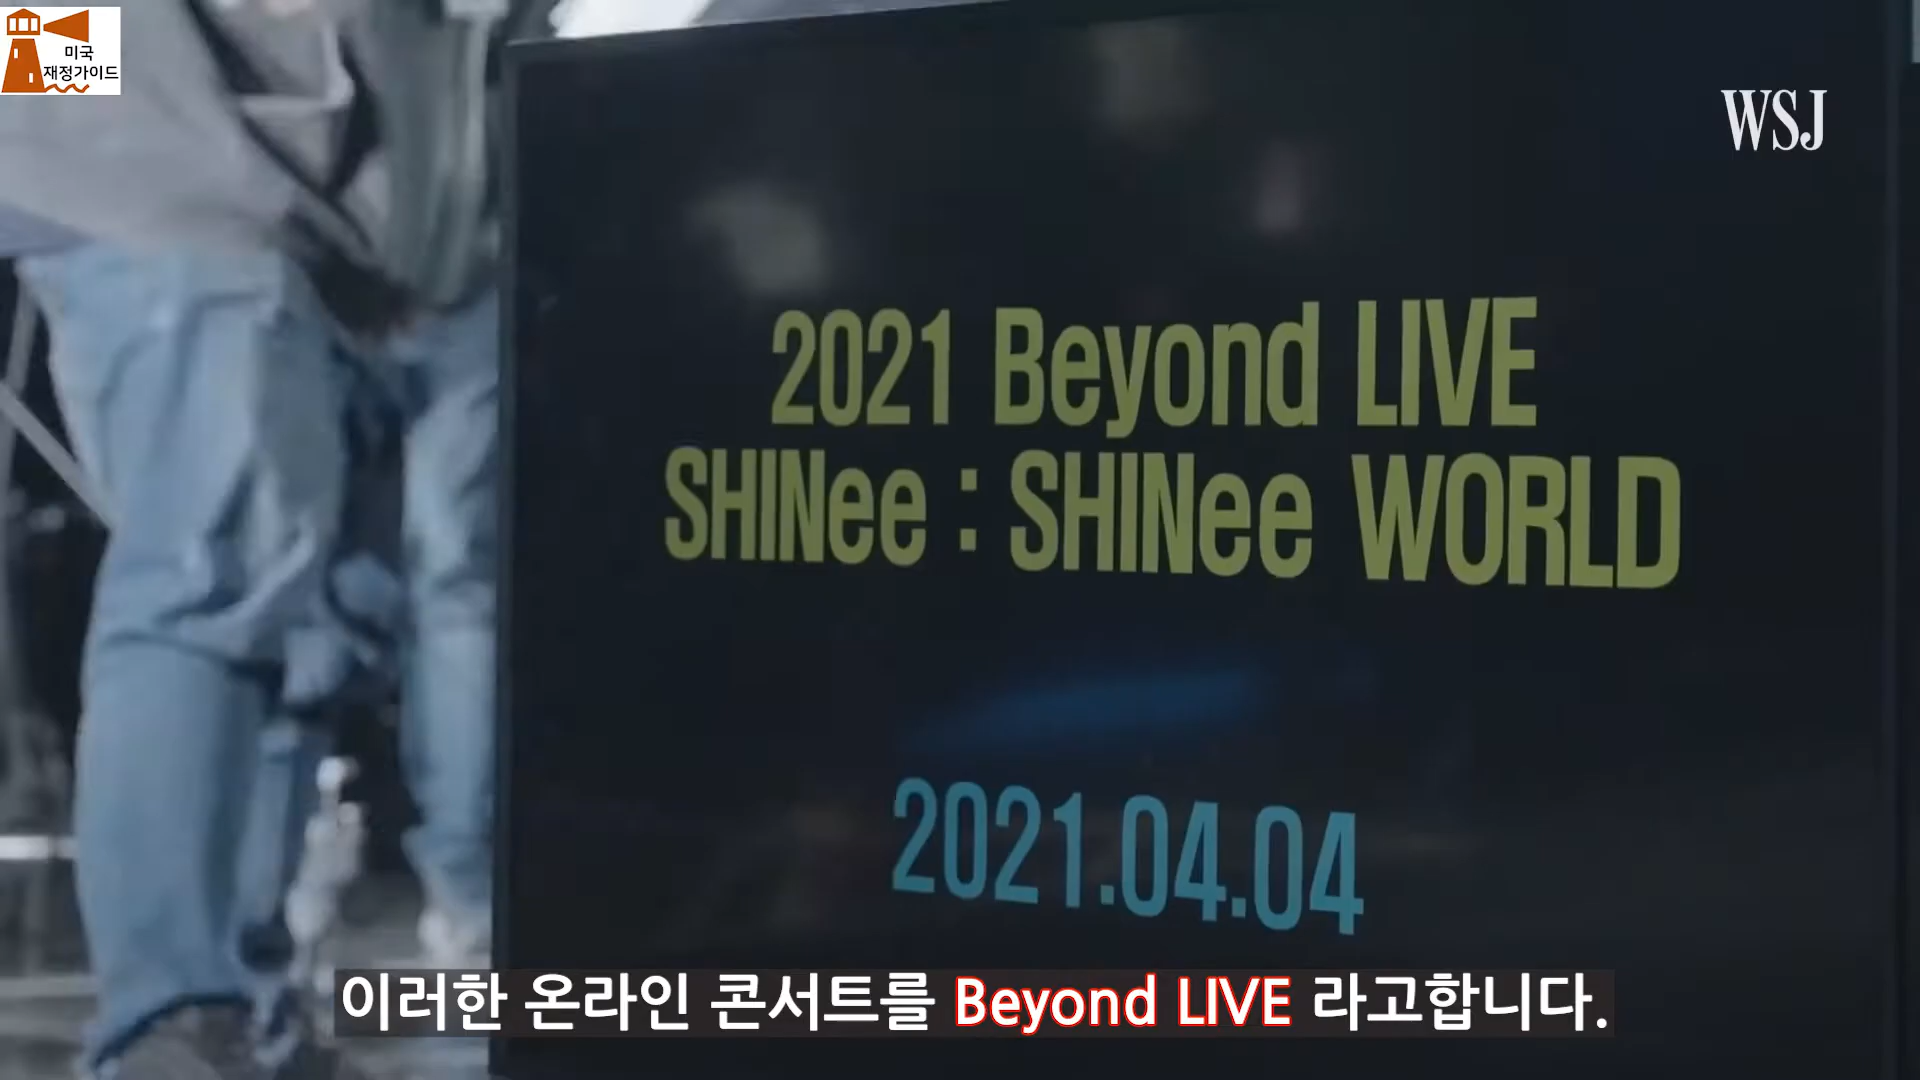 미국
재정가이드
WSJ
2021 Beyond LIVE
SHINee : SHINee WORLD
2021.04.04
이러한 온라인 콘서트를 Beyond LIVE 라고합니다.